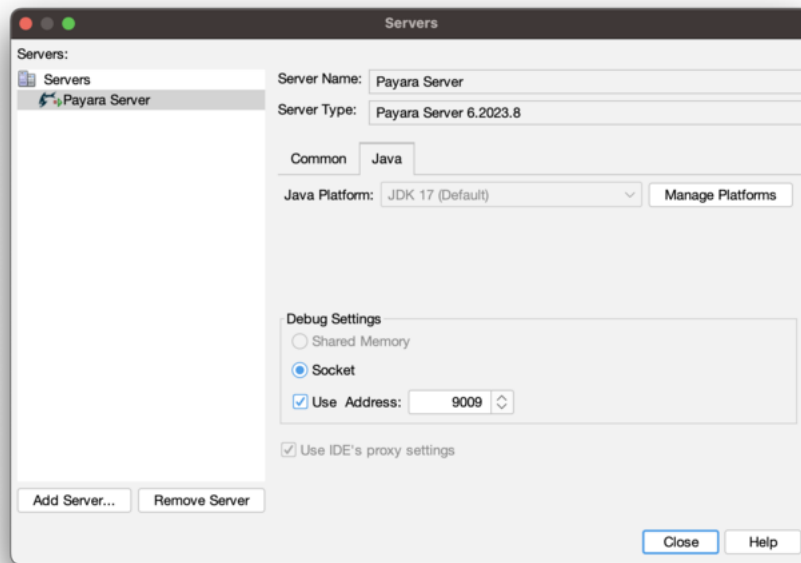 Servers
Servers:
Servers
Payara Server
Server Name: Payara Server
Server Type: Payara Server 6.2023.8
Common Java
Java Platform: JDK 17 (Default) Manage Platforms
Debug Settings
Shared Memory
Socket
Use Address: 9009
Use IDE's proxy settings
Add Server... Remove Server
Close Help